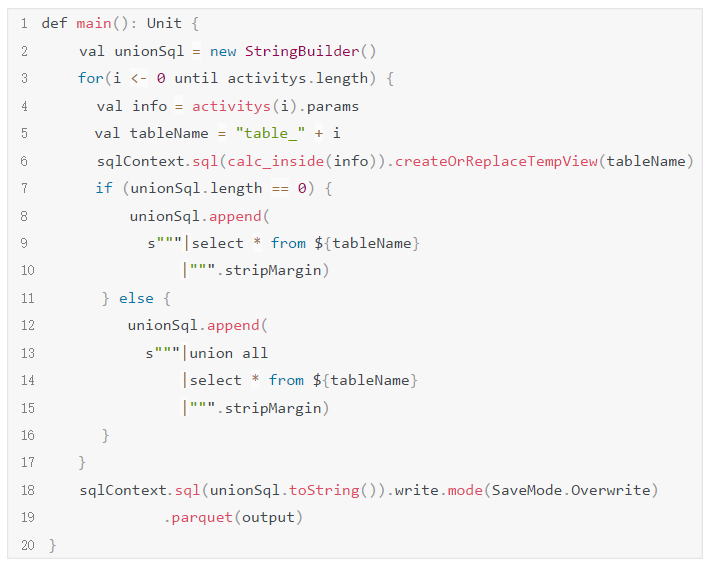 1 def main(): Unit {
2     val unionSql = new StringBuilder()
3     for(i <- 0 until activitys.length) {
4       val info = activitys(i).params
5       val tableName = "table_" + i
6       sqlContext.sql(calc_inside(info)).createOrReplaceTempView(tableName)
7       if (unionSql.length == 0) {
8           unionSql.append(
9             s"""|select * from ${tableName}
10                |""".stripMargin)
11       } else {
12          unionSql.append(
13            s"""|union all
14                |select * from ${tableName}
15                |""".stripMargin)
16       }
17    }
18    sqlContext.sql(unionSql.toString()).write.mode(SaveMode.Overwrite)
19              .parquet(output)
20 }